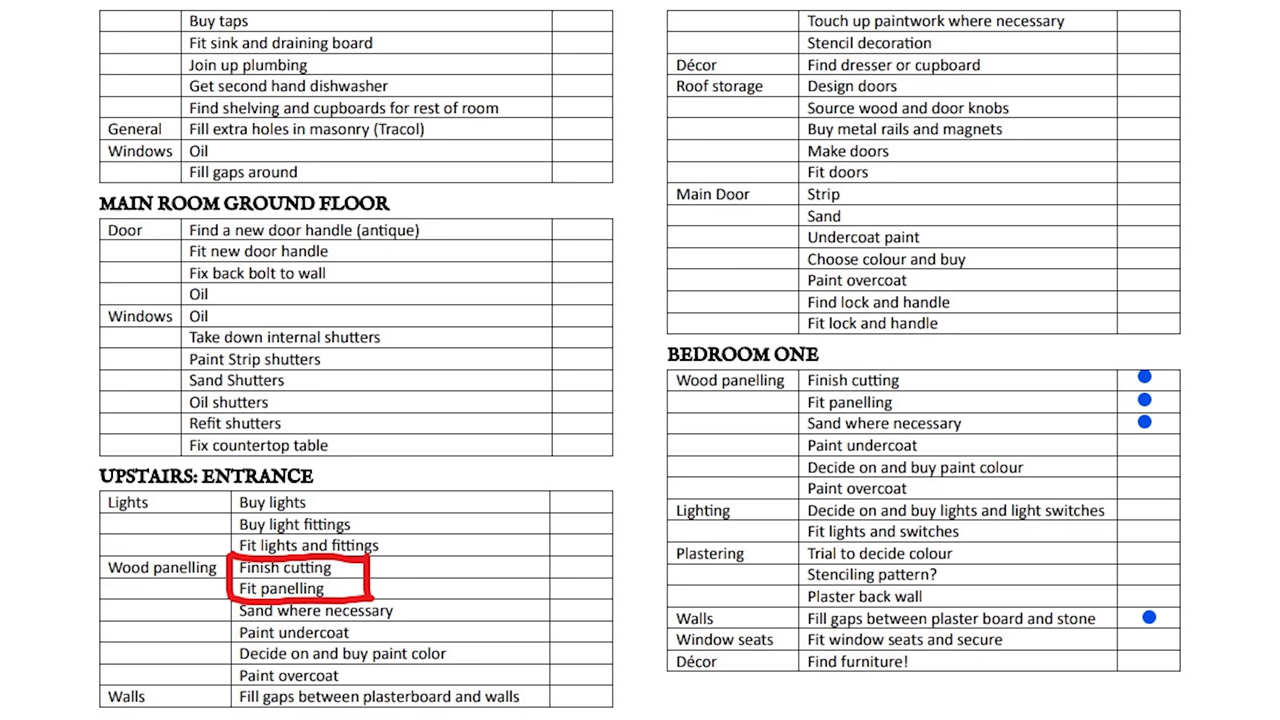 Buy taps
Fit sink and draining board
Join up plumbing
Get second hand dishwasher
Find shelving and cupboards for rest of room
General Fill extra holes in masonry (Tracol)
Windows Oil
Fill gaps around
MAIN ROOM GROUND FLOOR
Door Find a new door handle (antique)
Fit new door handle
Fix back bolt to wall
Oil
Windows Oil
Take down internal shutters
Paint Strip shutters
Sand Shutters
Oil shutters
Refit shutters
Fix countertop table
UPSTAIRS: ENTRANCE
Lights Buy lights
Buy light fittings
Fit lights and fittings
Wood panelling Finish cutting
Fit panelling
Sand where necessary
Paint undercoat
Decide on and buy paint color
Paint overcoat
Walls Fill gaps between plasterboard and walls
Touch up paintwork where necessary
Stencil decoration
Décor Find dresser or cupboard
Roof storage Design doors
Source wood and door knobs
Buy metal rails and magnets
Make doors
Fit doors
Main Door Strip
Sand
Undercoat paint
Choose colour and buy
Paint overcoat
Find lock and handle
Fit lock and handle
BEDROOM ONE
Wood panelling Finish cutting
Fit panelling
Sand where necessary
Paint undercoat
Decide on and buy paint colour
Paint overcoat
Lighting Decide on and buy lights and light switches
Fit lights and switches
Plastering Trial to decide colour
Stenciling pattern?
Plaster back wall
Walls Fill gaps between plaster board and stone
Window seats Fit window seats and secure
Décor Find furniture!